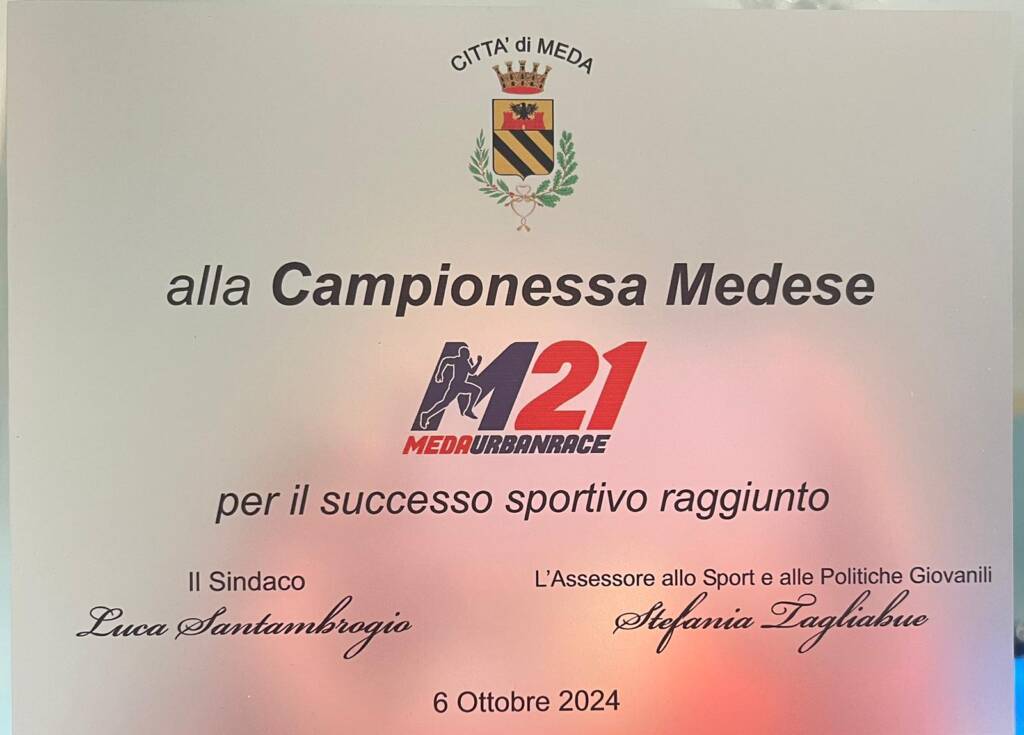 CITTA' di MEDA
alla Campionessa Medese
M21
MEDAURBANRACE
per il successo sportivo raggiunto
Il Sindaco
Luca Santambrogio
L'Assessore allo Sport e alle Politiche Giovanili
Stefania Tagliabue
6 Ottobre 2024